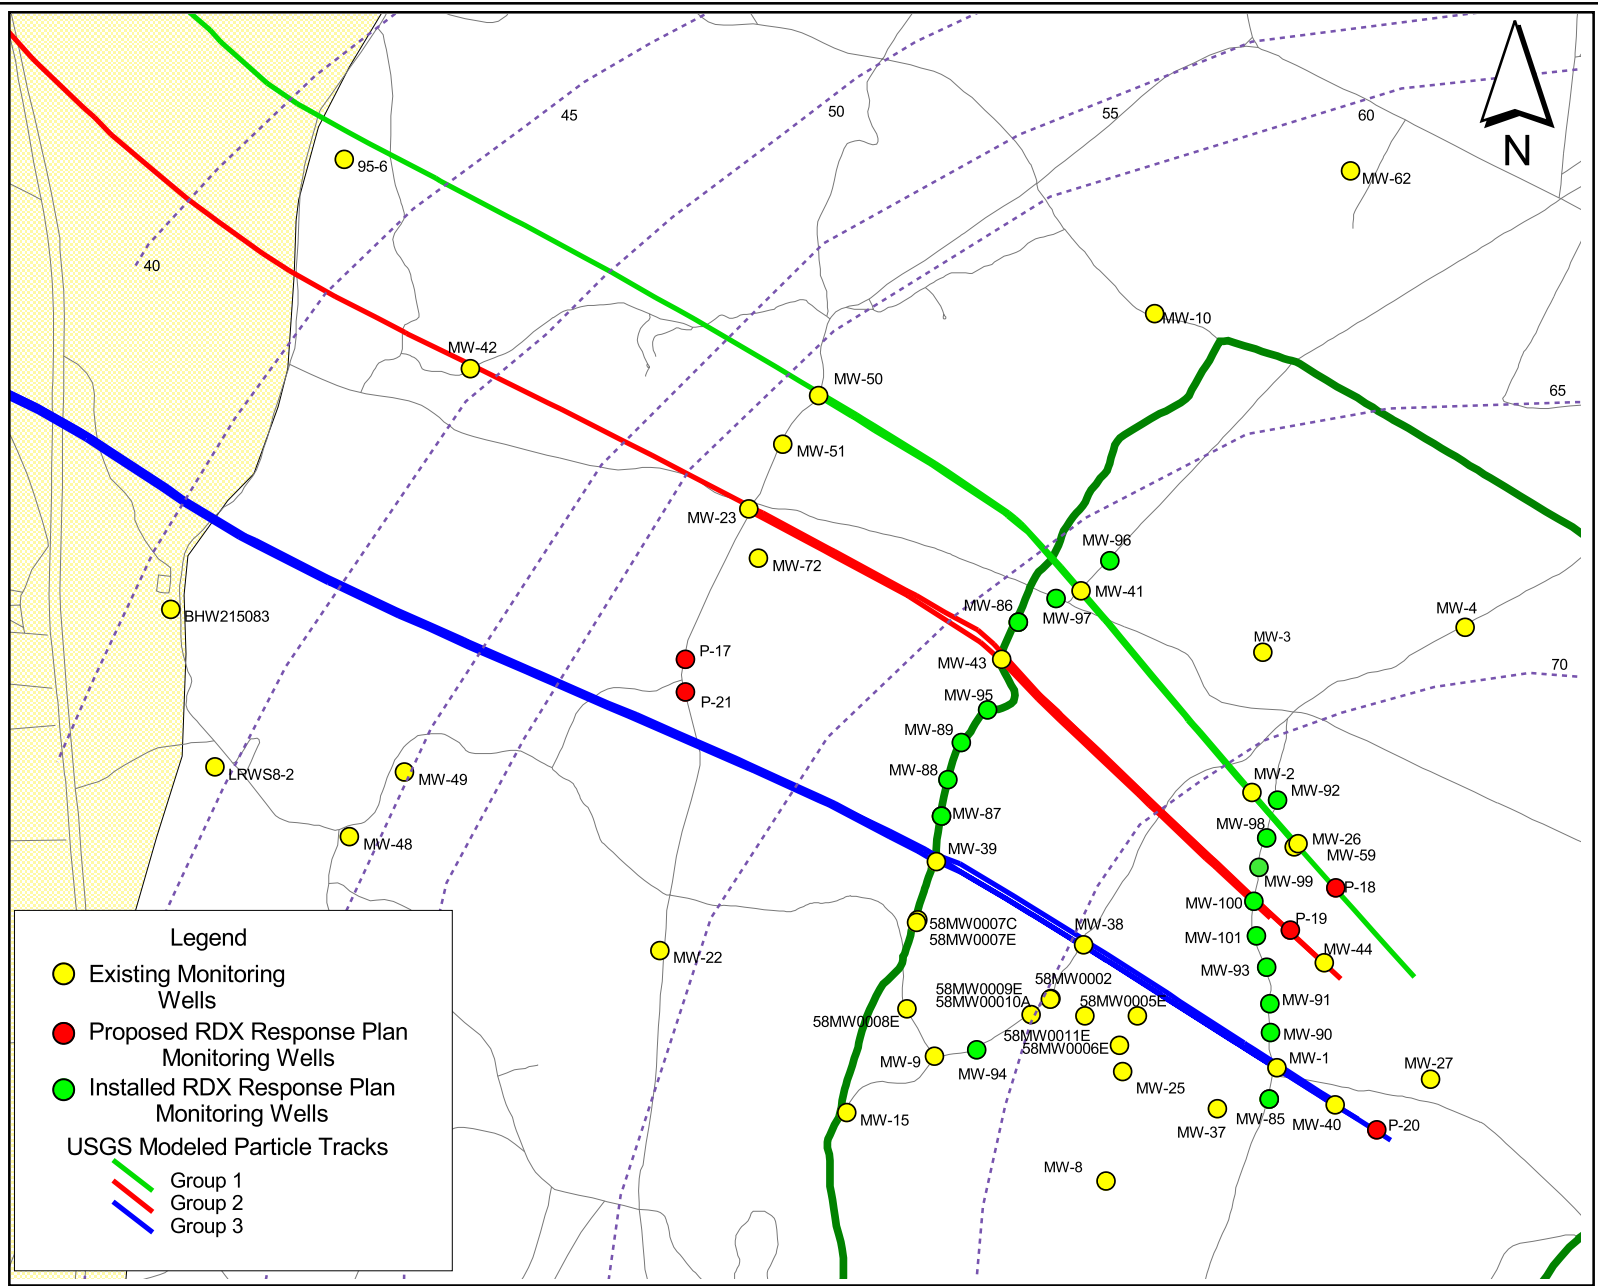 45
50
55
60
N
95-6
MW-62
40
MW-10
MW-42
MW-50
65
MW-51
MW-23
MW-96
MW-72
MW-41
MW-86
MW-97
MW-4
BHW215083
MW-3
P-17
MW-43
70
P-21
MW-95
MW-89
LRWS8-2
MW-49
MW-88
MW-2
MW-92
MW-87
MW-98
MW-48
MW-39
MW-26
MW-59
MW-99
P-18
MW-100
P-19
58MW0007C
MW-38
MW-101
58MW0007E
MW-44
MW-22
MW-93
58MW0002
58MW0009E
58MW00010A
58MW0005E
MW-91
58MW0008E
58MW0011E
MW-90
58MW0006E
MW-9
MW-1
MW-27
MW-94
MW-25
MW-15
MW-85
MW-40
P-20
MW-37
MW-8
Legend
Existing Monitoring
Wells
Proposed RDX Response Plan
Monitoring Wells
Installed RDX Response Plan
Monitoring Wells
USGS Modeled Particle Tracks
Group 1
Group 2
Group 3